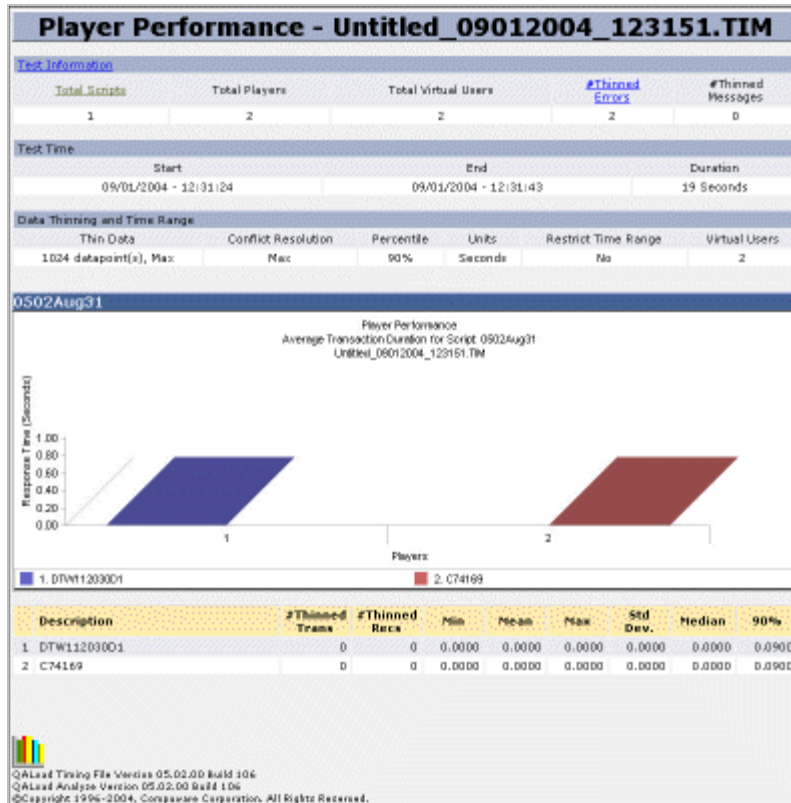 Player Performance - Untitled_09012004_123151.TIM
Test Information
Total Scripts Total Players Total Virtual Users #Thinned Errors #Thinned Messages
1 2 2 2 0
Test Time
Start End Duration
09/01/2004 - 12:31:24 09/01/2004 - 12:31:43 19 Seconds
Data Thinning and Time Range
Thin Data Conflict Resolution Percentile Units Restrict Time Range Virtual Users
1024 datapoint(s), Max Max 90% Seconds No 2
0502Aug31
Player Performance
Average Transaction Duration for Script: 0502Aug31
Untitled_09012004_123151.TIM
Response Time (Seconds)
1.00
0.80
0.60
0.40
0.20
0.00
1 2
Players
1. DTW112030D1 2. C74169
Description #Thinned Trans #Thinned Recs Min Mean Max Std Dev. Median 90%
1 DTW112030D1 0 0 0.0000 0.0000 0.0000 0.0000 0.0000 0.0900
2 C74169 0 0 0.0000 0.0000 0.0000 0.0000 0.0000 0.0900
QALoad Timing File Version 05.02.00 Build 106
QALoad Analyze Version 05.02.00 Build 106
©Copyright 1996-2004, Compuware Corporation. All Rights Reserved.